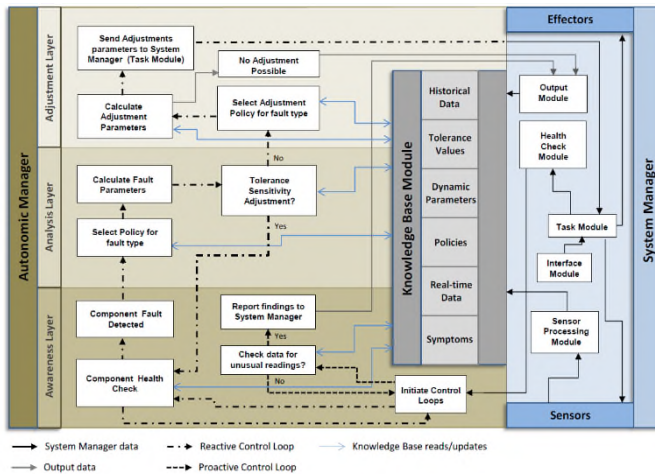 Effectors
Autonomic Manager
Adjustment Layer
Send Adjustments
parameters to System
Manager (Task Module)
No Adjustment
Possible
Calculate
Adjustment
Parameters
Select Adjustment
Policy for fault type
No
Analysis Layer
Calculate Fault
Parameters
Tolerance
Sensitivity
Adjustment?
Yes
Select Policy for
fault type
Awareness Layer
Component Fault
Detected
Report findings to
System Manager
Yes
Check data for
unusual readings?
No
Component Health
Check
Initiate Control
Loops
Knowledge Base Module
Historical
Data
Tolerance
Values
Dynamic
Parameters
Policies
Real-time
Data
Symptoms
Output
Module
Health
Check
Module
Task Module
Interface
Module
Sensor
Processing
Module
System Manager
Sensors
System Manager data
Reactive Control Loop
Knowledge Base reads/updates
Output data
Proactive Control Loop